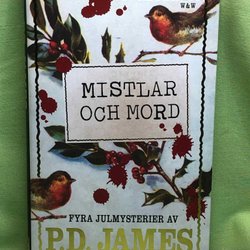 W&W
MISTLAR
OCH MORD
FYRA JULMYSTERIER AV
P.D. JAMES